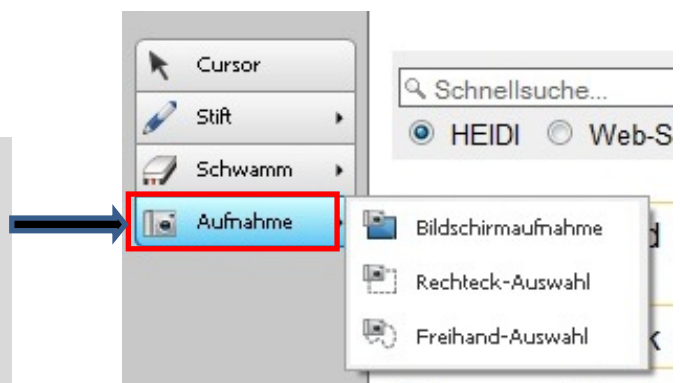 Cursor
Stift
Schwamm
Aufnahme
Schnellsuche...
HEIDI Web-S
Bildschirmaufnahme
Rechteck-Auswahl
Freihand-Auswahl